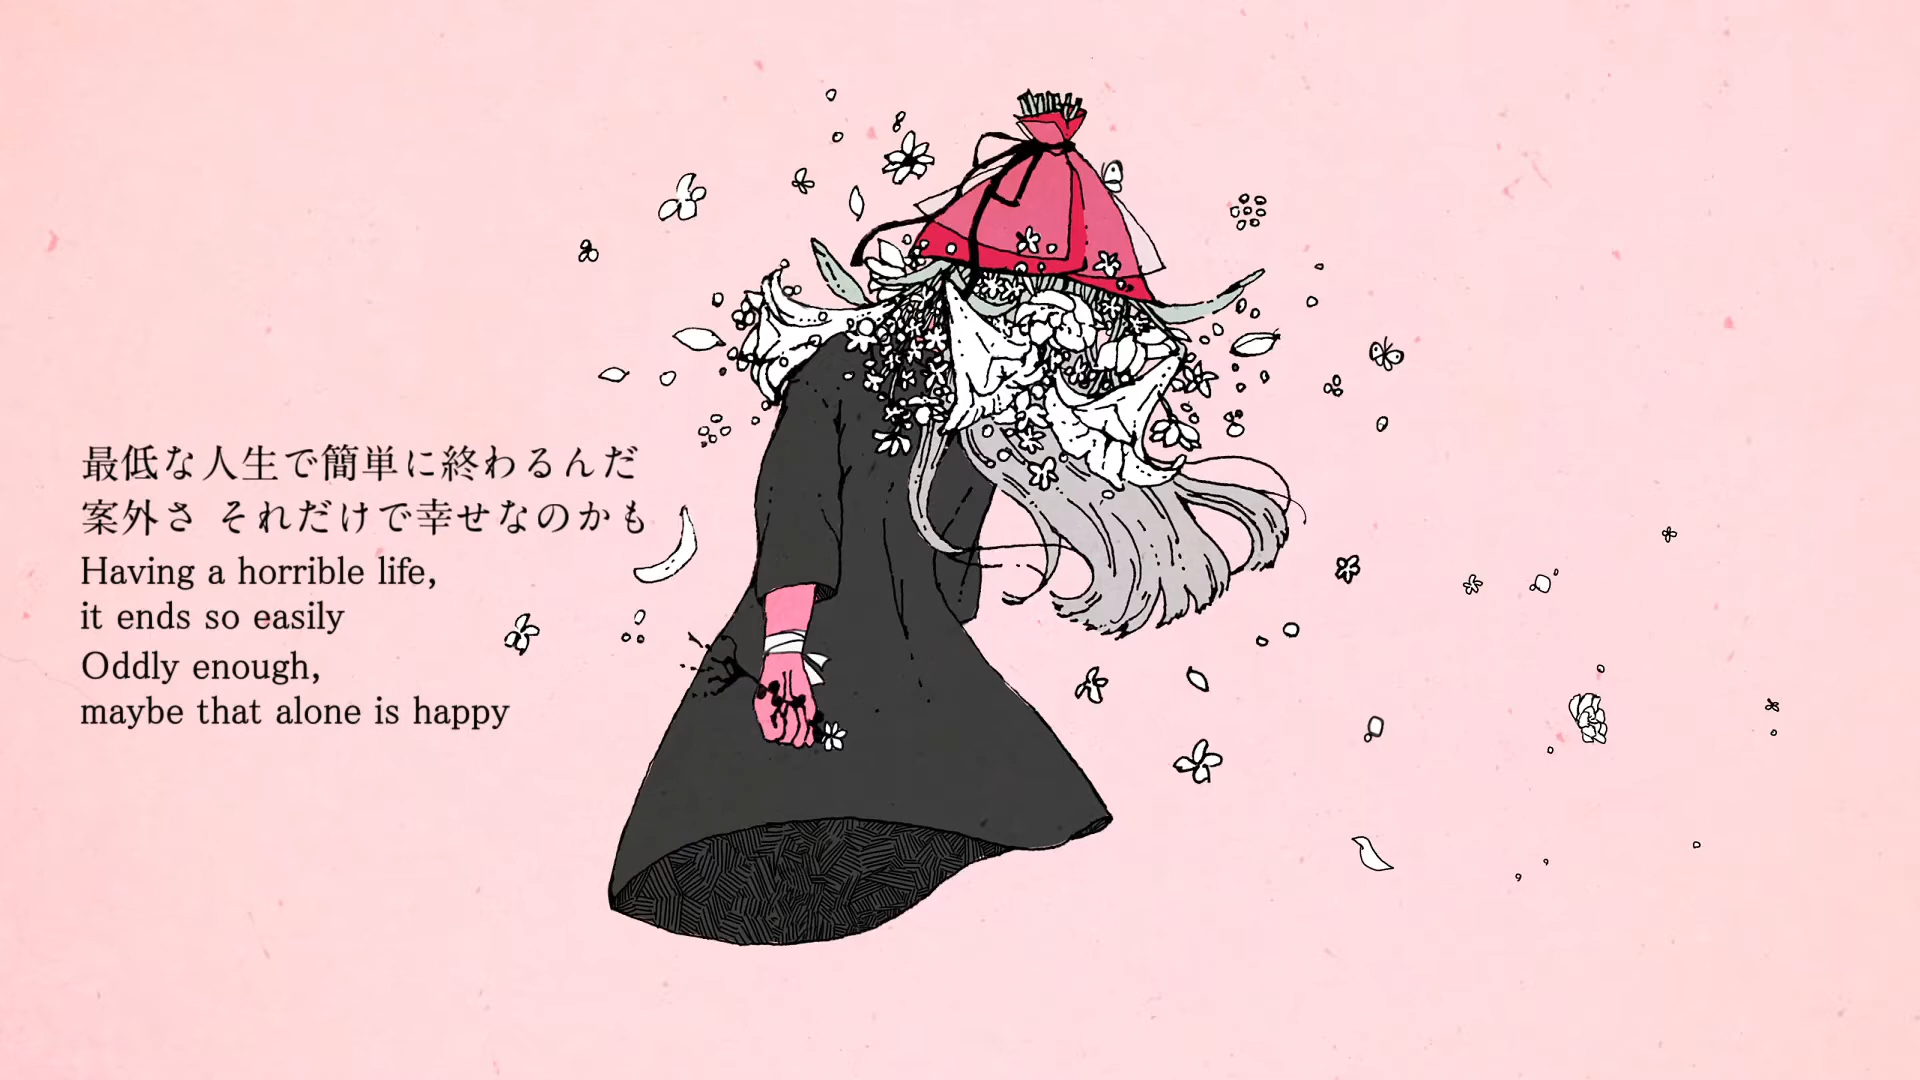 最低な人生で簡単に終わるんだ
案外さ それだけで幸せなのかも
Having a horrible life,
it ends so easily
Oddly enough,
maybe that alone is happy